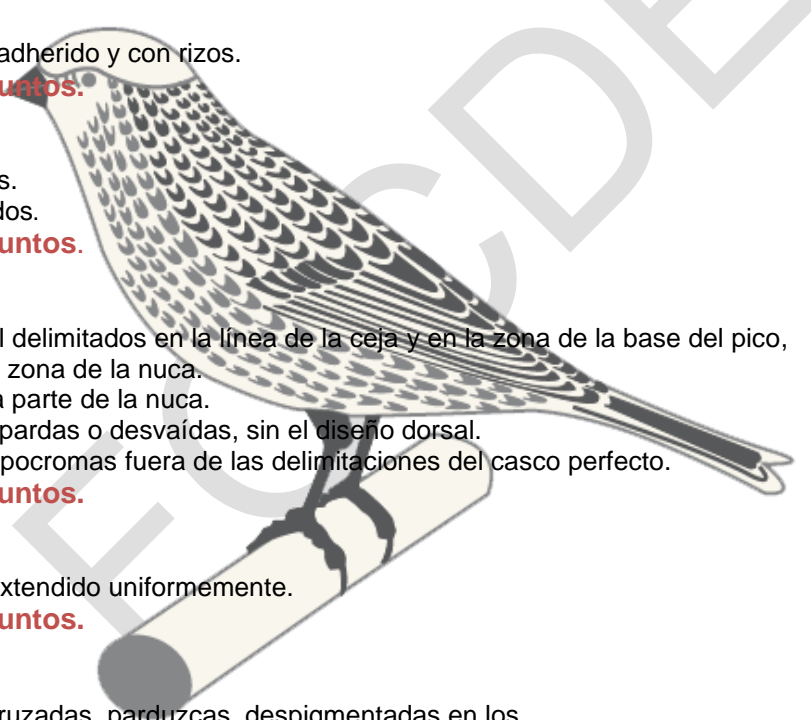 adherido y con rizos.
untos.
s.
dos.
untos.
l delimitados en la línea de la ceja y en la zona de la base del pico,
zona de la nuca.
a parte de la nuca.
pardas o desvaídas, sin el diseño dorsal.
pocromas fuera de las delimitaciones del casco perfecto.
untos.
xtendido uniformemente.
untos.
ruzadas, parduzcas, despigmentadas en los